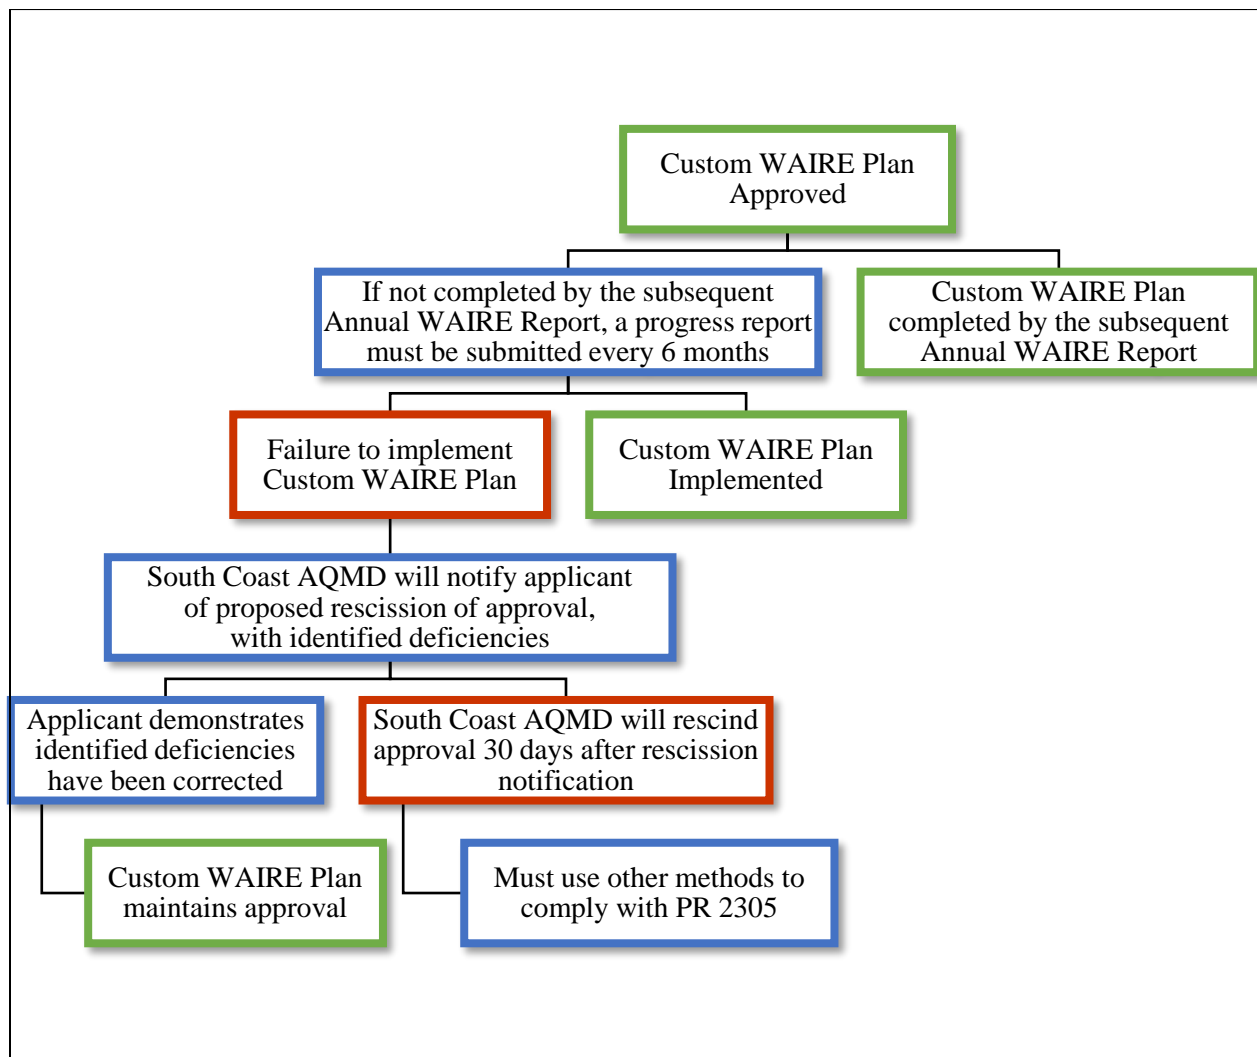 Custom WAIRE Plan
Approved
If not completed by the subsequent
Annual WAIRE Report, a progress report
must be submitted every 6 months
Custom WAIRE Plan
completed by the subsequent
Annual WAIRE Report
Failure to implement
Custom WAIRE Plan
Custom WAIRE Plan
Implemented
South Coast AQMD will notify applicant
of proposed rescission of approval,
with identified deficiencies
Applicant demonstrates
identified deficiencies
have been corrected
South Coast AQMD will rescind
approval 30 days after rescission
notification
Custom WAIRE Plan
maintains approval
Must use other methods to
comply with PR 2305